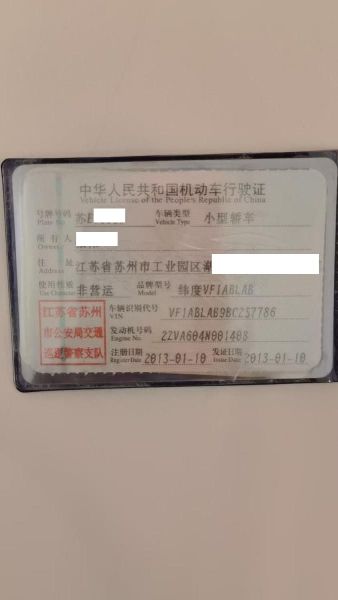 中华人民共和国机动车行驶证
Vehicle License of the People's Republic of China
号牌号码 苏E 车辆类型 小型轿车
Plate No. Vehicle Type
所有人
Owner
住址 江苏省苏州市工业园区
Address
使用性质 非营运 品牌型号 纬度VF1ABLAB
Use Character Model
江苏省苏州市公安局交通巡逻警察支队
车辆识别代号 VF1ABLAB9BC257786
VIN
发动机号码 2ZVA604N001408
Engine No.
注册日期 2013-01-10 发证日期 2013-01-10
Register Date Issue Date